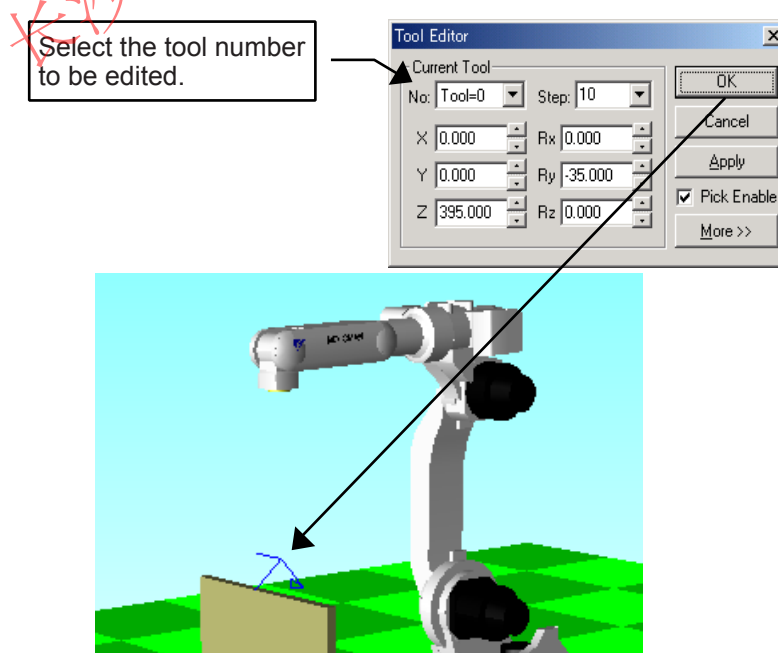 Select the tool number
to be edited.
Tool Editor
Current Tool
No: Tool=0 Step: 10
X 0.000 Rx 0.000
Y 0.000 Ry -35.000
Z 395.000 Rz 0.000
OK
Cancel
Apply
Pick Enable
More >>